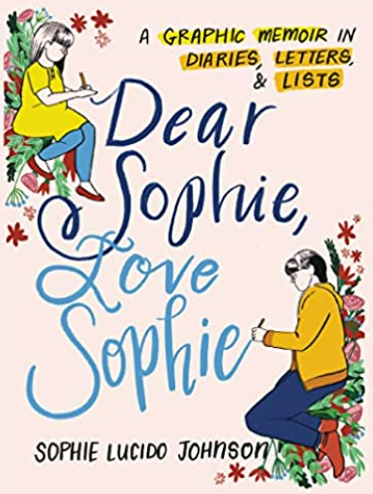 A GRAPHIC MEMOIR IN
DIARIES, LETTERS,
& LISTS
Dear
Sophie,
Love
Sophie
SOPHIE LUCIDO JOHNSON